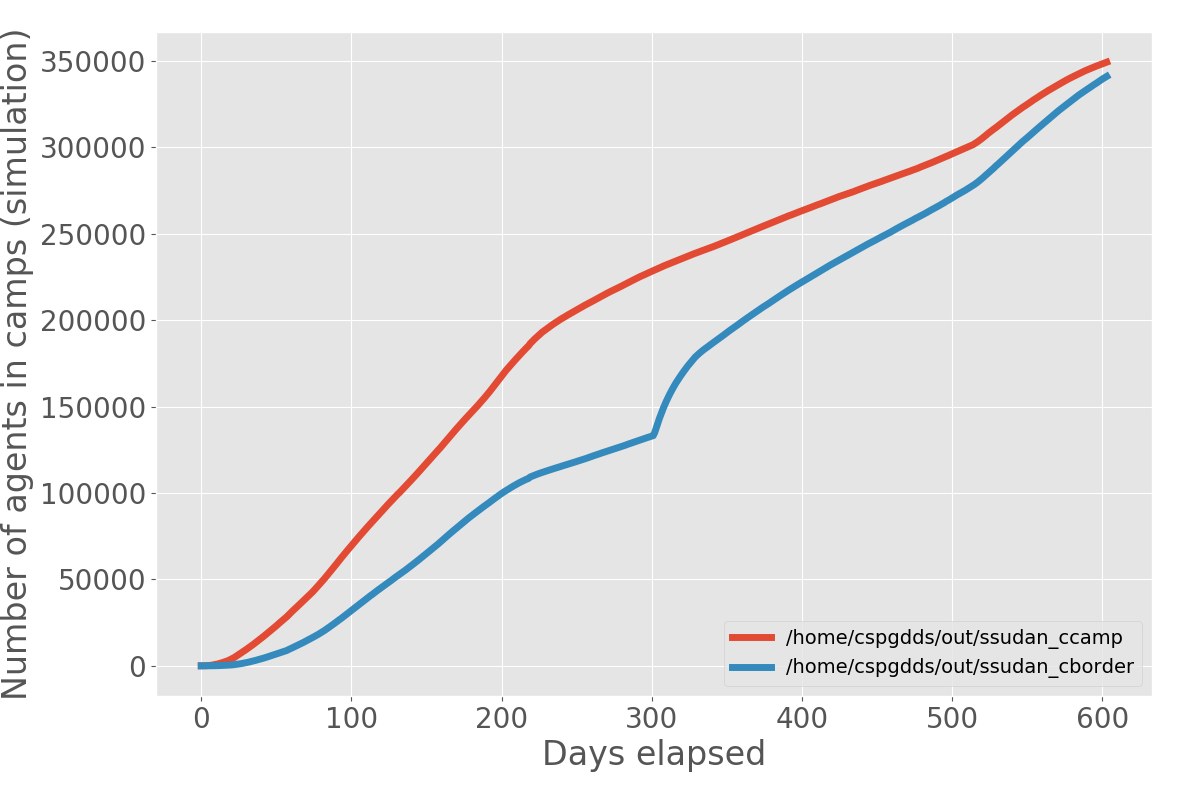 Number of agents in camps (simulation)
350000
300000
250000
200000
150000
100000
50000
0
/home/cspgdds/out/ssudan_ccamp
/home/cspgdds/out/ssudan_cborder
0 100 200 300 400 500 600
Days elapsed